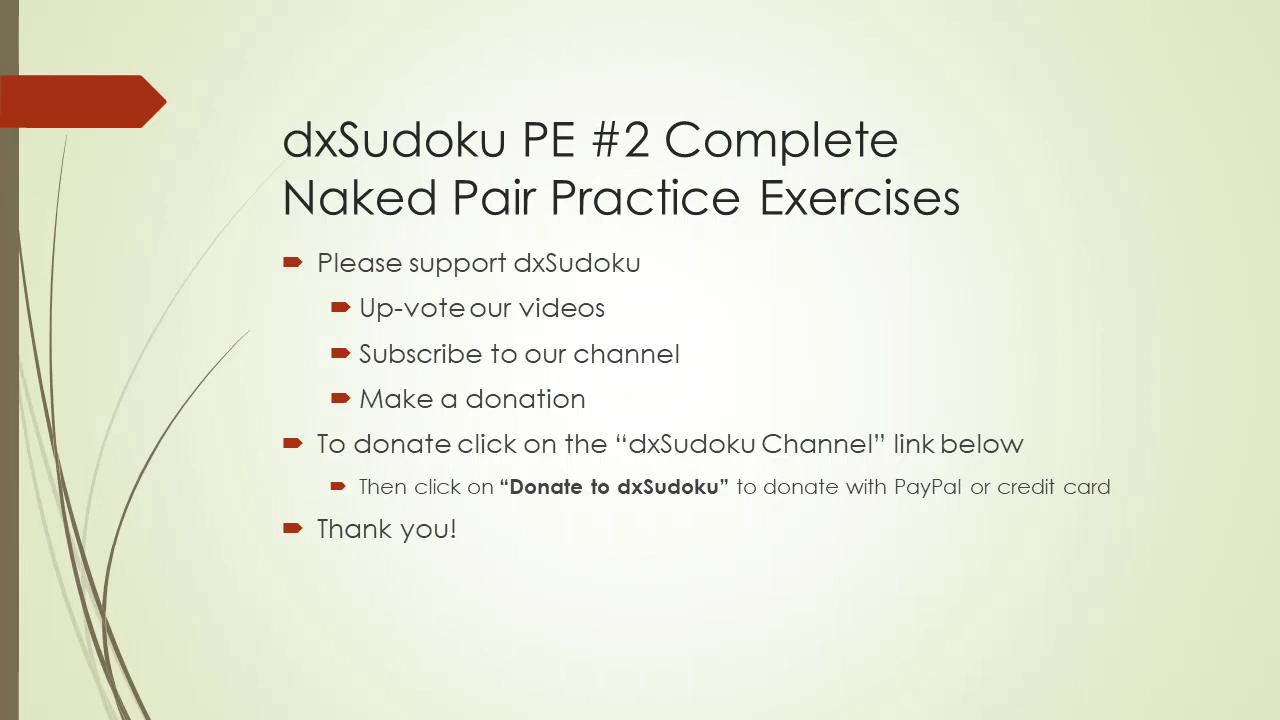 dxSudoku PE #2 Complete
Naked Pair Practice Exercises
Please support dxSudoku
Up-vote our videos
Subscribe to our channel
Make a donation
To donate click on the “dxSudoku Channel” link below
Then click on “Donate to dxSudoku” to donate with PayPal or credit card
Thank you!